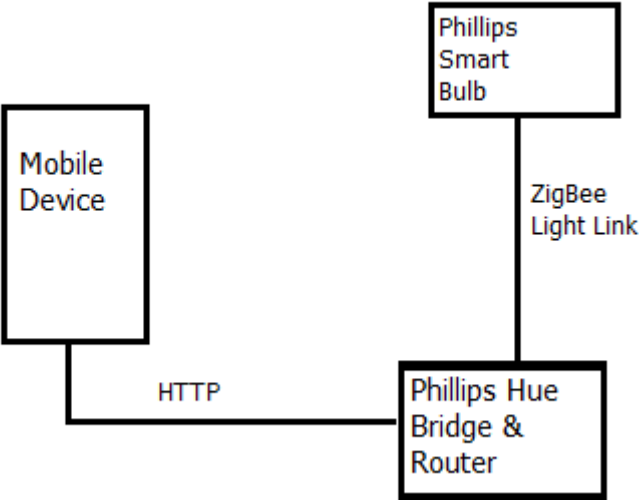 Phillips
Smart
Bulb
Mobile
Device
ZigBee
Light Link
HTTP
Phillips Hue
Bridge &
Router